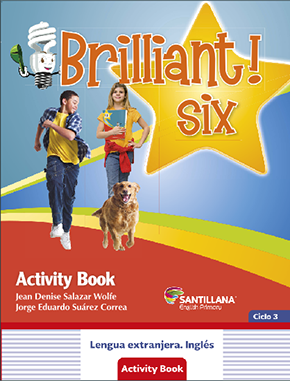 Brilliant!
six
Activity Book
Jean Denise Salazar Wolfe
Jorge Eduardo Suárez Correa
SANTILLANA
English Primary
Ciclo 3
Lengua extranjera. Inglés
Activity Book